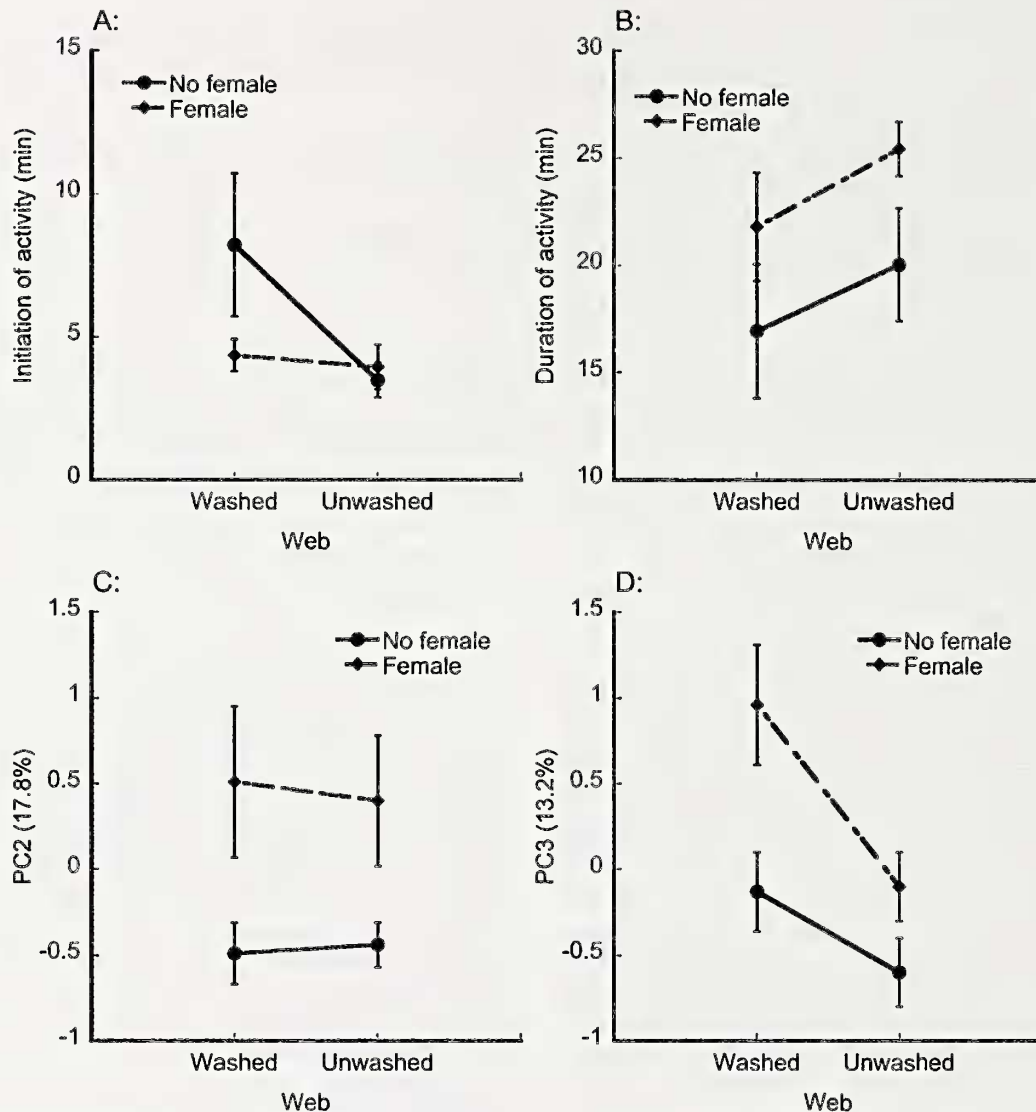 A:
15
10
5
0
Initiation of activity (min)
No female
Female
Washed Unwashed
Web
B:
30
25
20
15
10
Duration of activity (min)
No female
Female
Washed Unwashed
Web
C:
1.5
1
0.5
0
-0.5
-1
PC2 (17.8%)
No female
Female
Washed Unwashed
Web
D:
1.5
1
0.5
0
-0.5
-1
PC3 (13.2%)
No female
Female
Washed Unwashed
Web